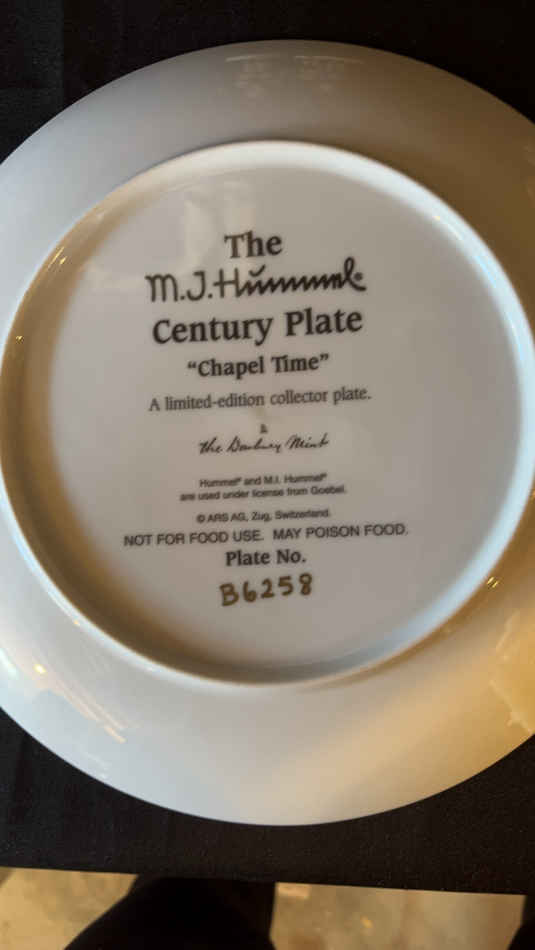 The
M.J.Hummel®
Century Plate
“Chapel Time”
A limited-edition collector plate.
&
The Danbury Mint
Hummel® and M.I. Hummel®
are used under license from Goebel.
© ARS AG, Zug, Switzerland.
NOT FOR FOOD USE. MAY POISON FOOD.
Plate No.
B6258